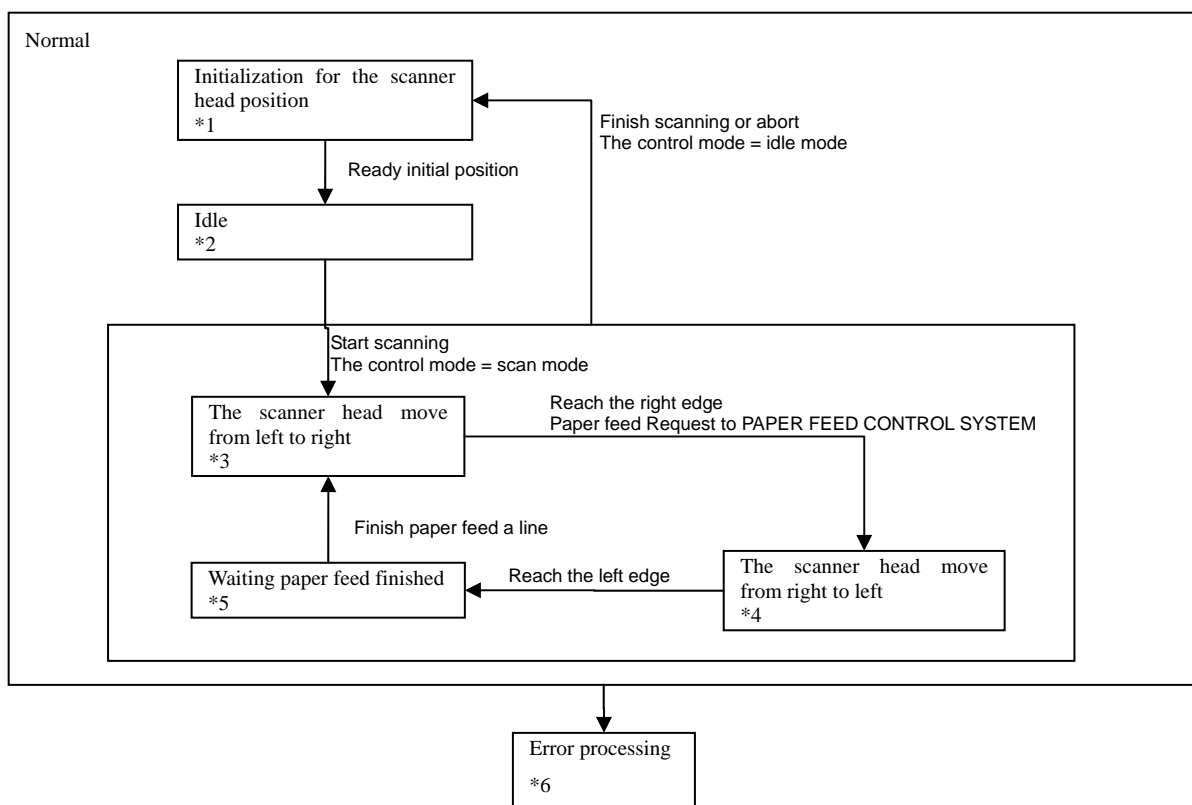 Normal
Initialization for the scanner
head position
*1
Finish scanning or abort
The control mode = idle mode
Ready initial position
Idle
*2
Start scanning
The control mode = scan mode
The scanner head move
from left to right
*3
Reach the right edge
Paper feed Request to PAPER FEED CONTROL SYSTEM
Finish paper feed a line
Waiting paper feed finished
*5
Reach the left edge
The scanner head move
from right to left
*4
Error processing
*6